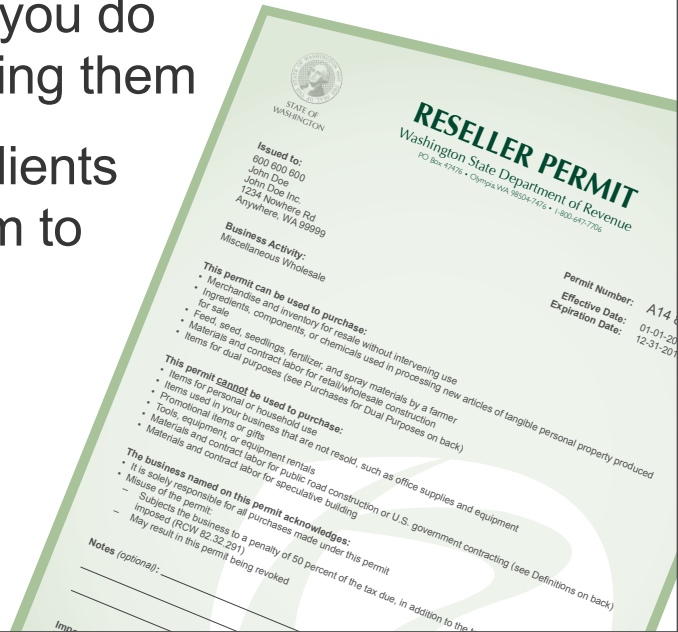 you do
ing them
lients
m to
STATE OF
WASHINGTON
RESELLER PERMIT
Washington State Department of Revenue
PO Box 47476 • Olympia, WA 98504-7476 • 1-800-647-7706
Issued to:
600 600 600
John Doe
John Doe Inc.
1234 Nowhere Rd
Anywhere, WA 99999
Business Activity:
Miscellaneous Wholesale
Permit Number: A14
Effective Date: 01-01-20
Expiration Date: 12-31-201
This permit can be used to purchase:
• Merchandise and inventory for resale without intervening use
• Ingredients, components, or chemicals used in processing new articles of tangible personal property produced
for sale
• Feed, seed, seedlings, fertilizer, and spray materials by a farmer
• Materials and contract labor for retail/wholesale construction
• Items for dual purposes (see Purchases for Dual Purposes on back)
This permit cannot be used to purchase:
• Items for personal or household use
• Items used in your business that are not resold, such as office supplies and equipment
• Promotional items or gifts
• Tools, equipment, or equipment rentals
• Materials and contract labor for public road construction or U.S. government contracting (see Definitions on back)
• Materials and contract labor for speculative building
The business named on this permit acknowledges:
• It is solely responsible for all purchases made under this permit
• Misuse of the permit:
– Subjects the business to a penalty of 50 percent of the tax due, in addition to the
imposed (RCW 82.32.291)
– May result in this permit being revoked
Notes (optional):